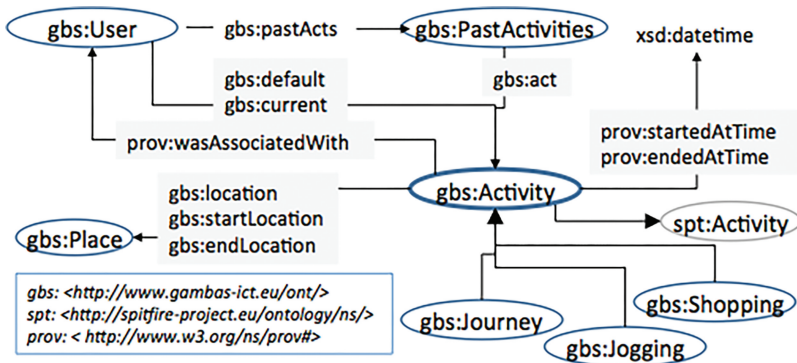 gbs:User
gbs:pastActs
gbs:PastActivities
xsd:datetime
gbs:default
gbs:current
gbs:act
prov:wasAssociatedWith
prov:startedAtTime
prov:endedAtTime
gbs:location
gbs:startLocation
gbs:endLocation
gbs:Activity
gbs:Place
spt:Activity
gbs: <http://www.gambas-ict.eu/ont/>
spt: <http://spitfire-project.eu/ontology/ns/>
prov: < http://www.w3.org/ns/prov#>
gbs:Journey
gbs:Jogging
gbs:Shopping